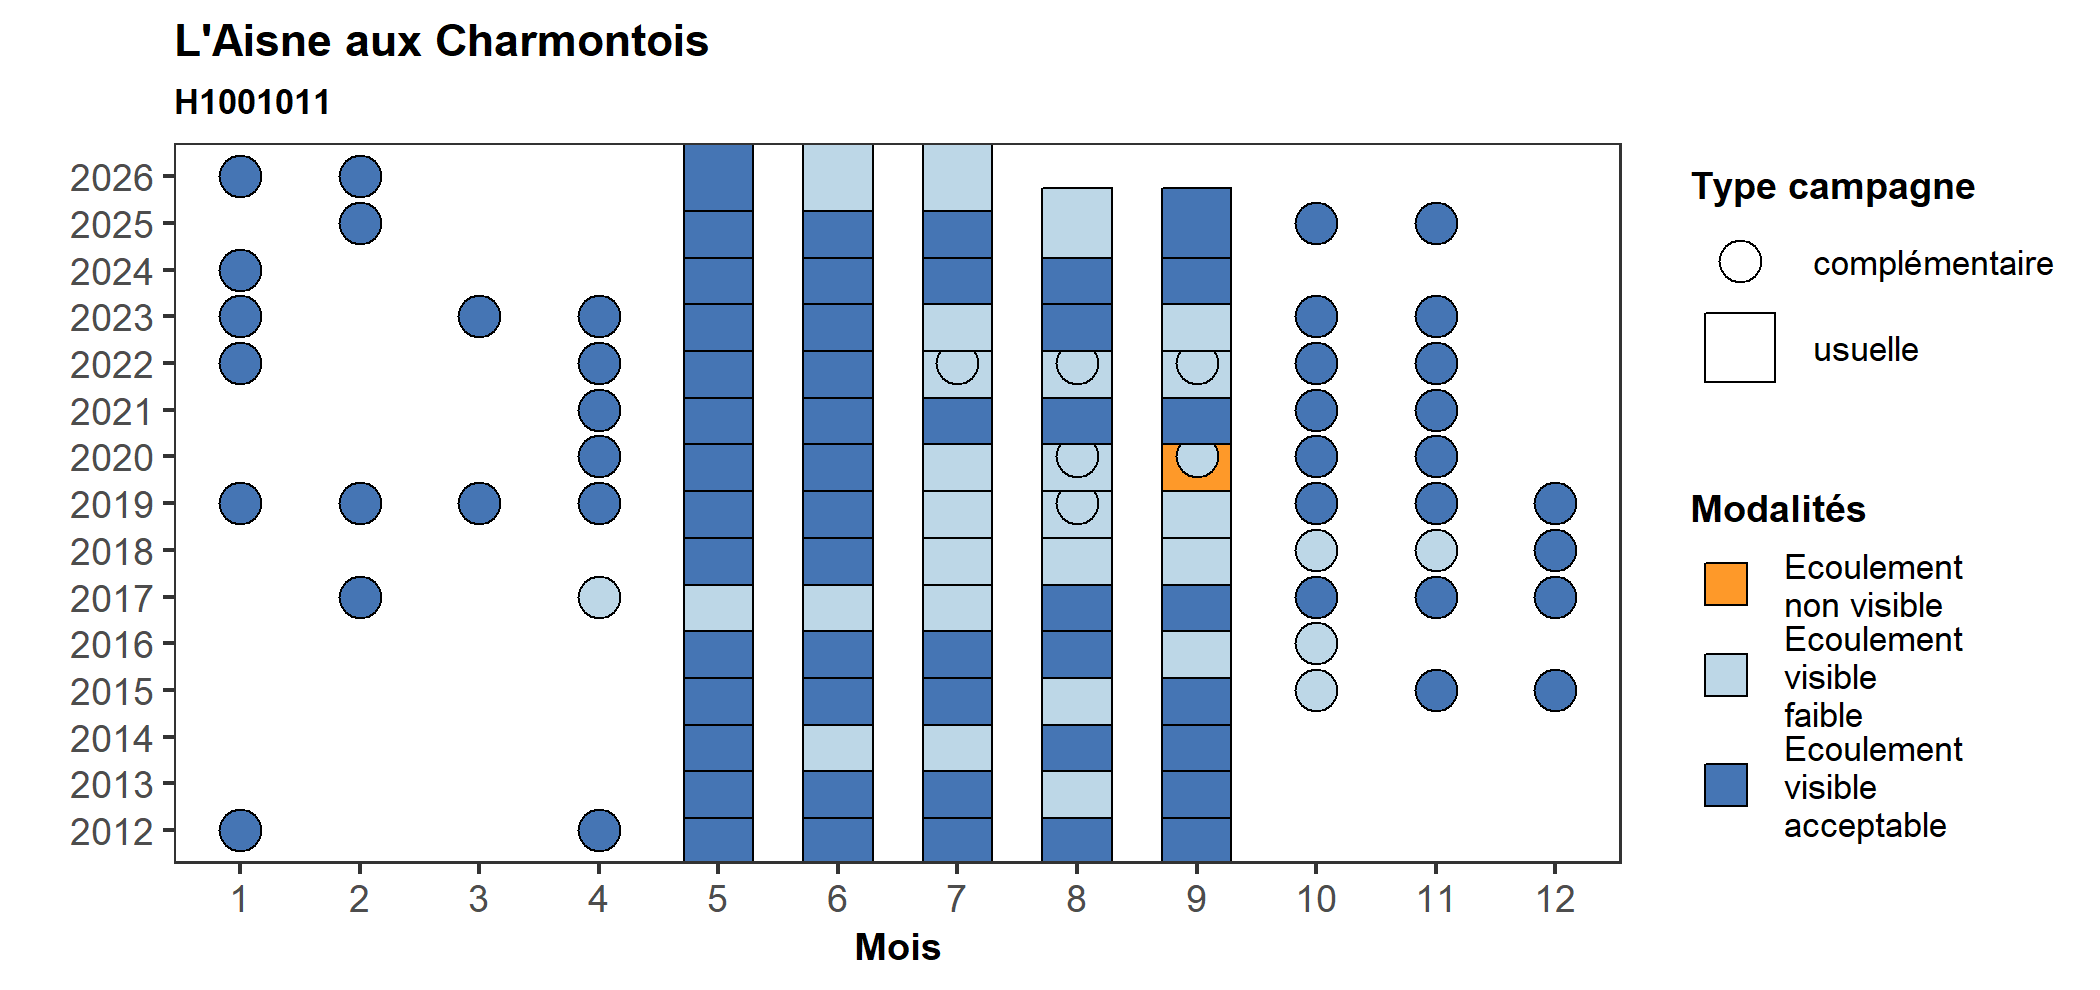 L'Aisne aux Charmontois
H1001011
2026
2025
2024
2023
2022
2021
2020
2019
2018
2017
2016
2015
2014
2013
2012
1 2 3 4 5 6 7 8 9 10 11 12
Mois
Type campagne
complémentaire
usuelle
Modalités
Ecoulement
non visible
Ecoulement
visible
faible
Ecoulement
visible
acceptable